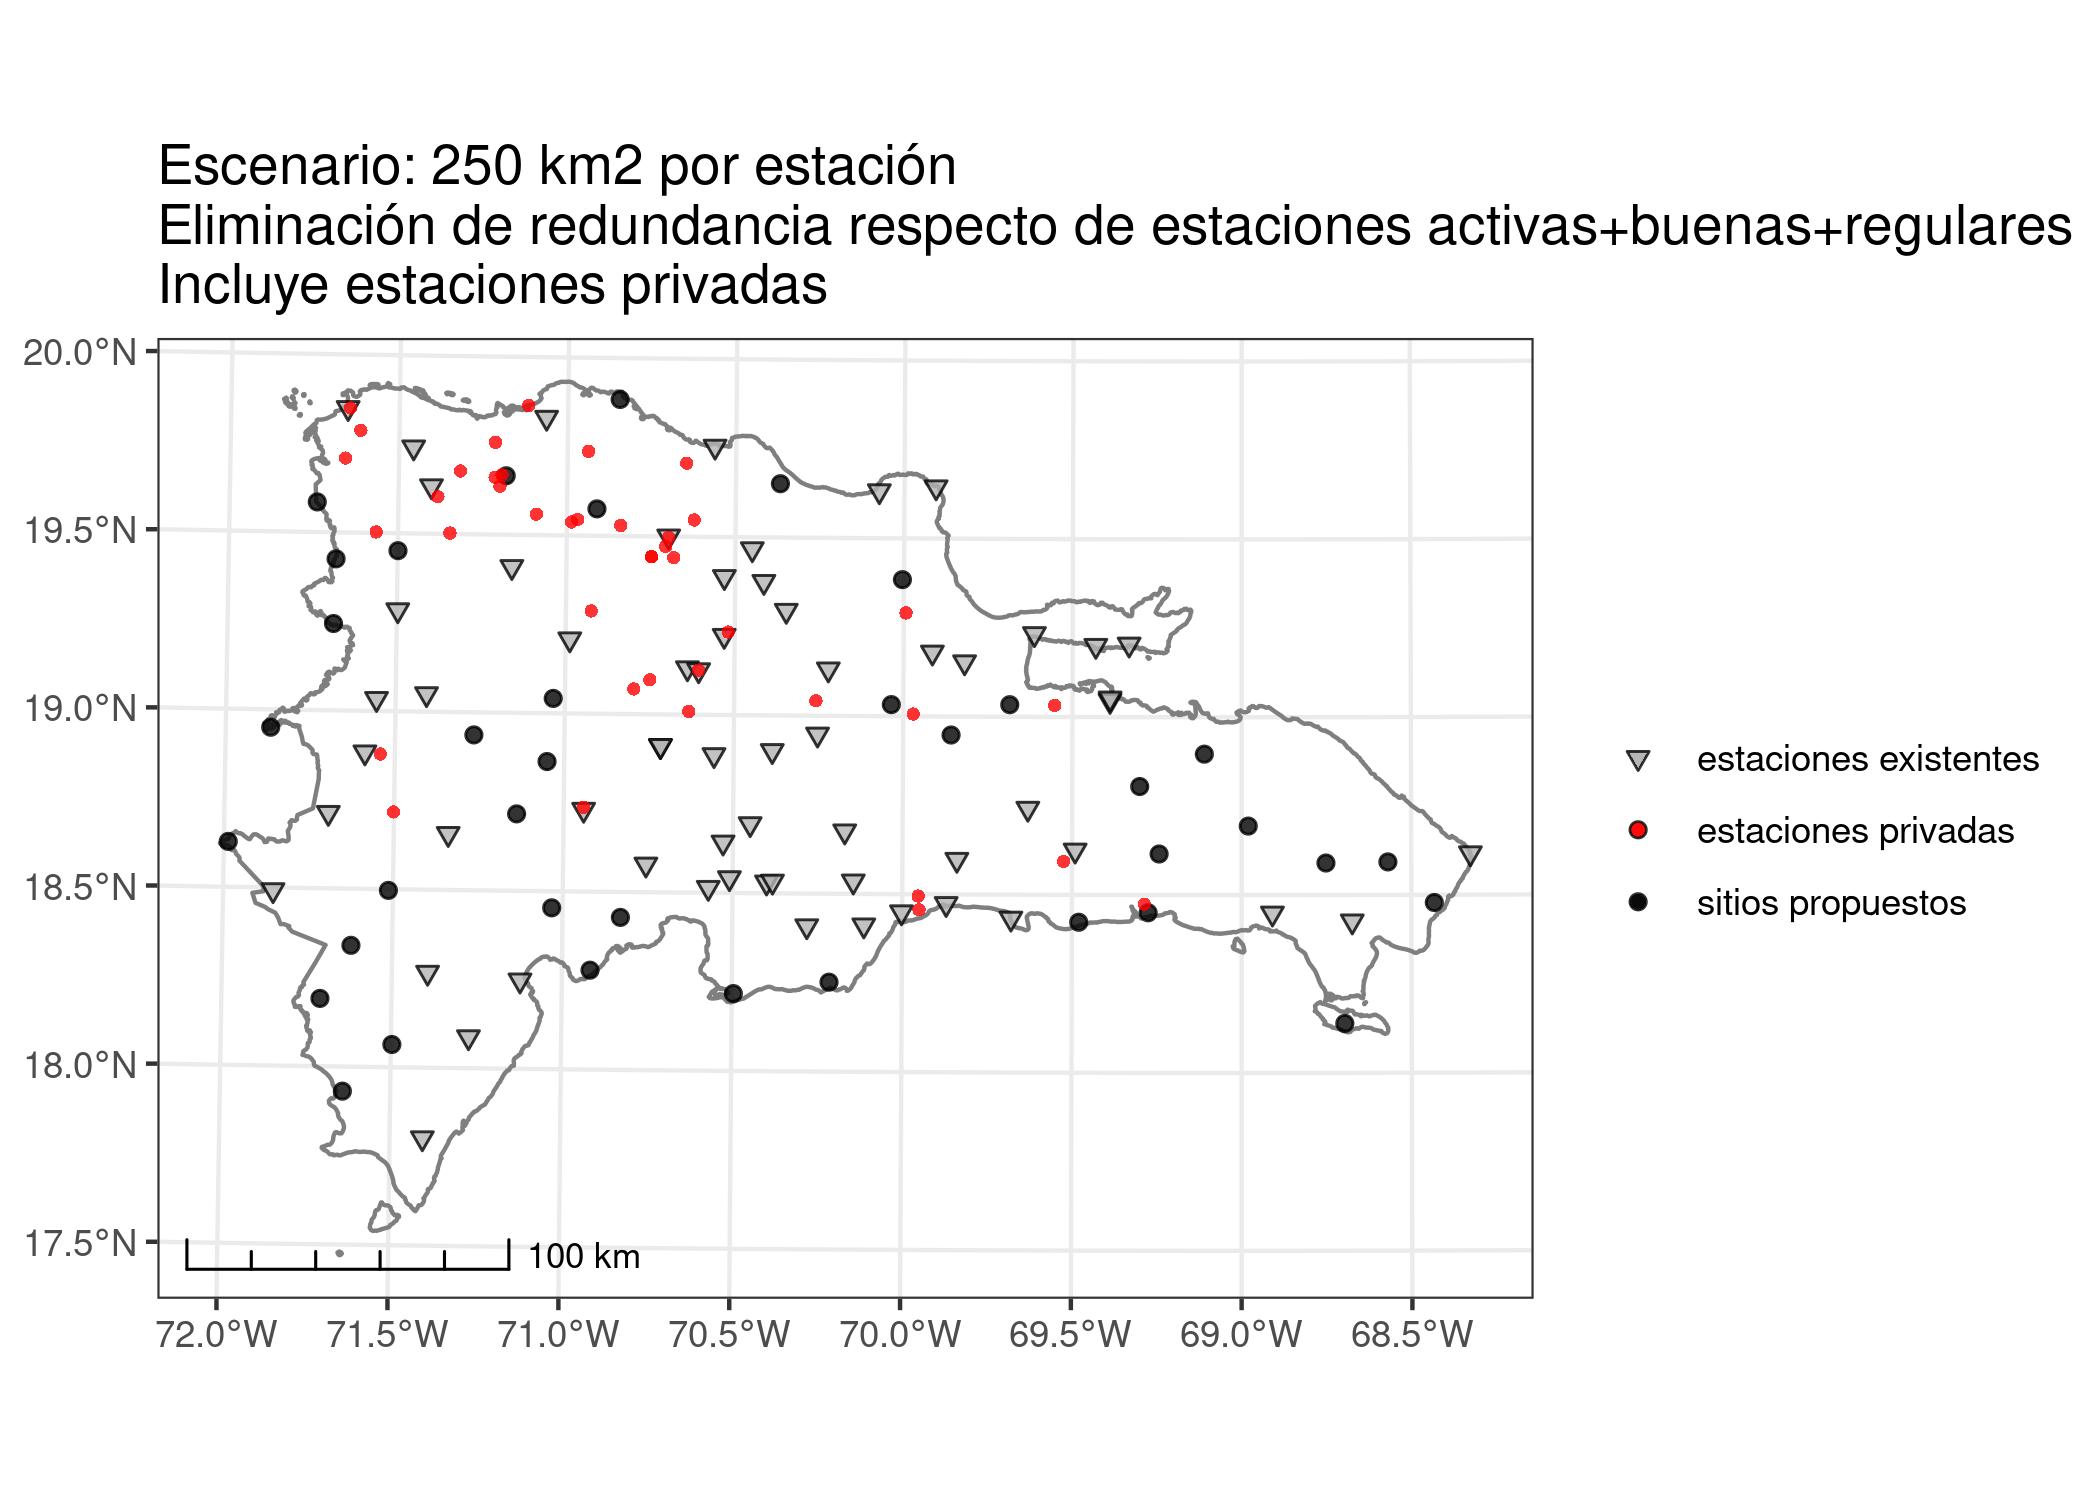 Escenario: 250 km2 por estación
Eliminación de redundancia respecto de estaciones activas+buenas+regulares
Incluye estaciones privadas
20.0°N
19.5°N
19.0°N
18.5°N
18.0°N
17.5°N
estaciones existentes
estaciones privadas
sitios propuestos
100 km
72.0°W 71.5°W 71.0°W 70.5°W 70.0°W 69.5°W 69.0°W 68.5°W